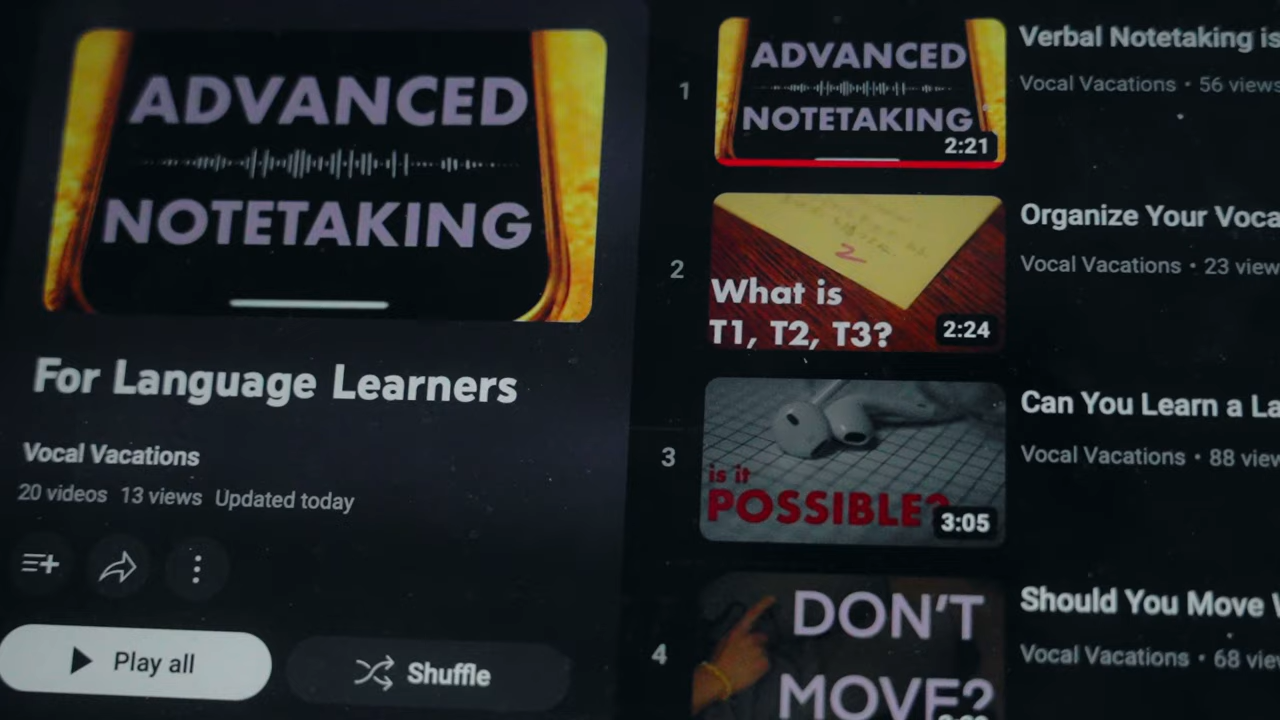 ADVANCED
NOTETAKING
For Language Learners
Vocal Vacations
20 videos 13 views Updated today
Play all
Shuffle
1
ADVANCED
NOTETAKING
2:21
Verbal Notetaking is
Vocal Vacations • 56 views
2
2
What is
T1, T2, T3?
2:24
Organize Your Voca
Vocal Vacations • 23 view
3
is it
POSSIBLE?
3:05
Can You Learn a La
Vocal Vacations • 88 view
4
DON'T
MOVE?
Should You Move
Vocal Vacations • 68 vie